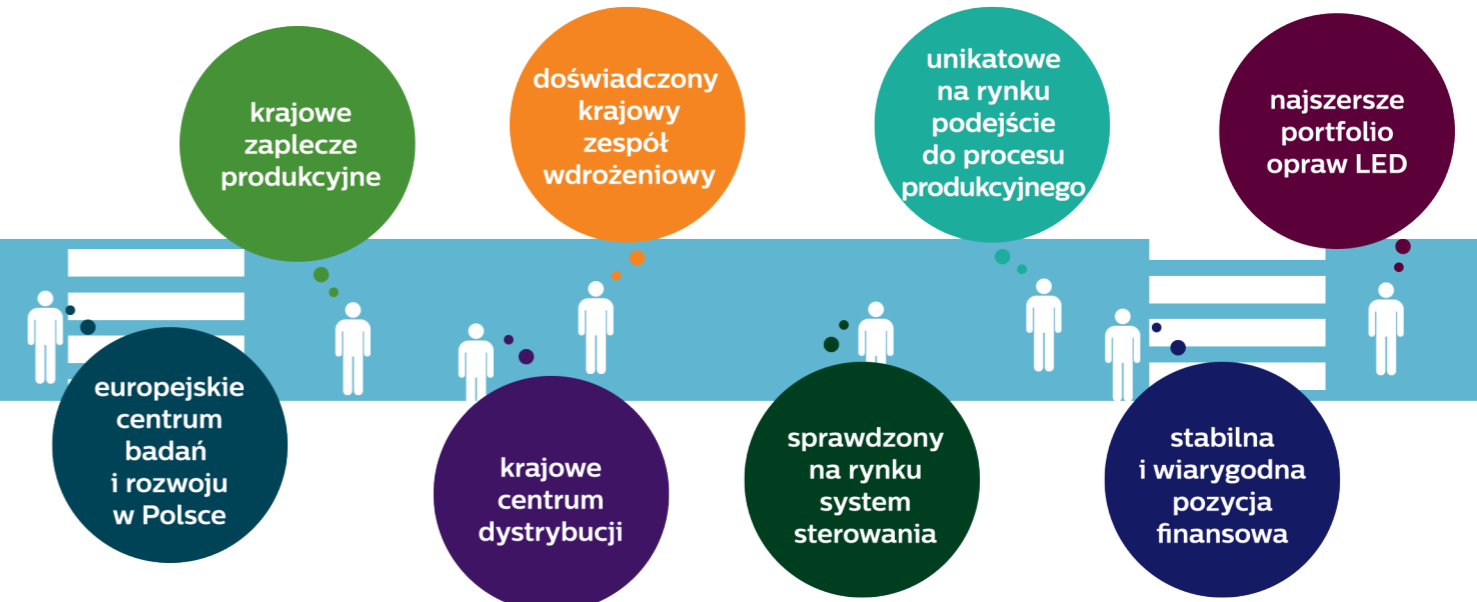 krajowe
zaplecze
produkcyjne
doświadczony
krajowy
zespół
wdrożeniowy
unikatowe
na rynku
podejście
do procesu
produkcyjnego
najszersze
portfolio
opraw LED
europejskie
centrum
badań
i rozwoju
w Polsce
krajowe
centrum
dystrybucji
sprawdzony
na rynku
system
sterowania
stabilna
i wiarygodna
pozycja
finansowa